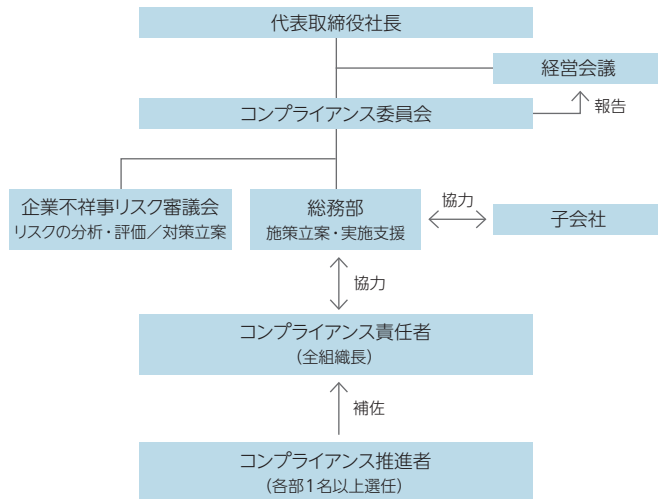 代表取締役社長
経営会議
報告
コンプライアンス委員会
企業不祥事リスク審議会
リスクの分析・評価／対策立案
総務部
施策立案・実施支援
協力
子会社
協力
コンプライアンス責任者
（全組織長）
補佐
コンプライアンス推進者
（各部1名以上選任）